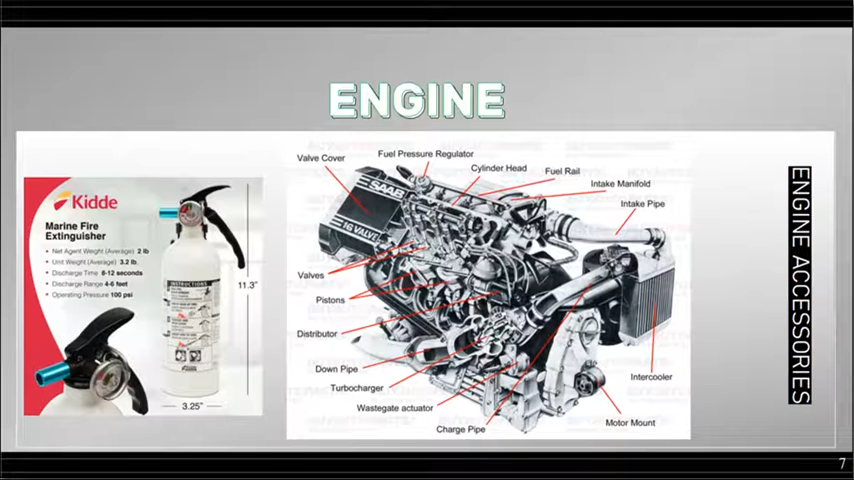 ENGINE
Kidde
Marine Fire
Extinguisher
• Net Agent Weight (Average) 2 lb
• Unit Weight (Average) 3.2 lb
• Discharge Time 8-12 seconds
• Discharge Range 4-6 feet
• Operating Pressure 100 psi
INSTRUCTIONS
11.3"
3.25"
Valve Cover
Fuel Pressure Regulator
Cylinder Head
Fuel Rail
Intake Manifold
Intake Pipe
SAAB
16 VALVE
Valves
Pistons
Distributor
Down Pipe
Turbocharger
Wastegate actuator
Charge Pipe
Intercooler
Motor Mount
ENGINE ACCESSORIES
7